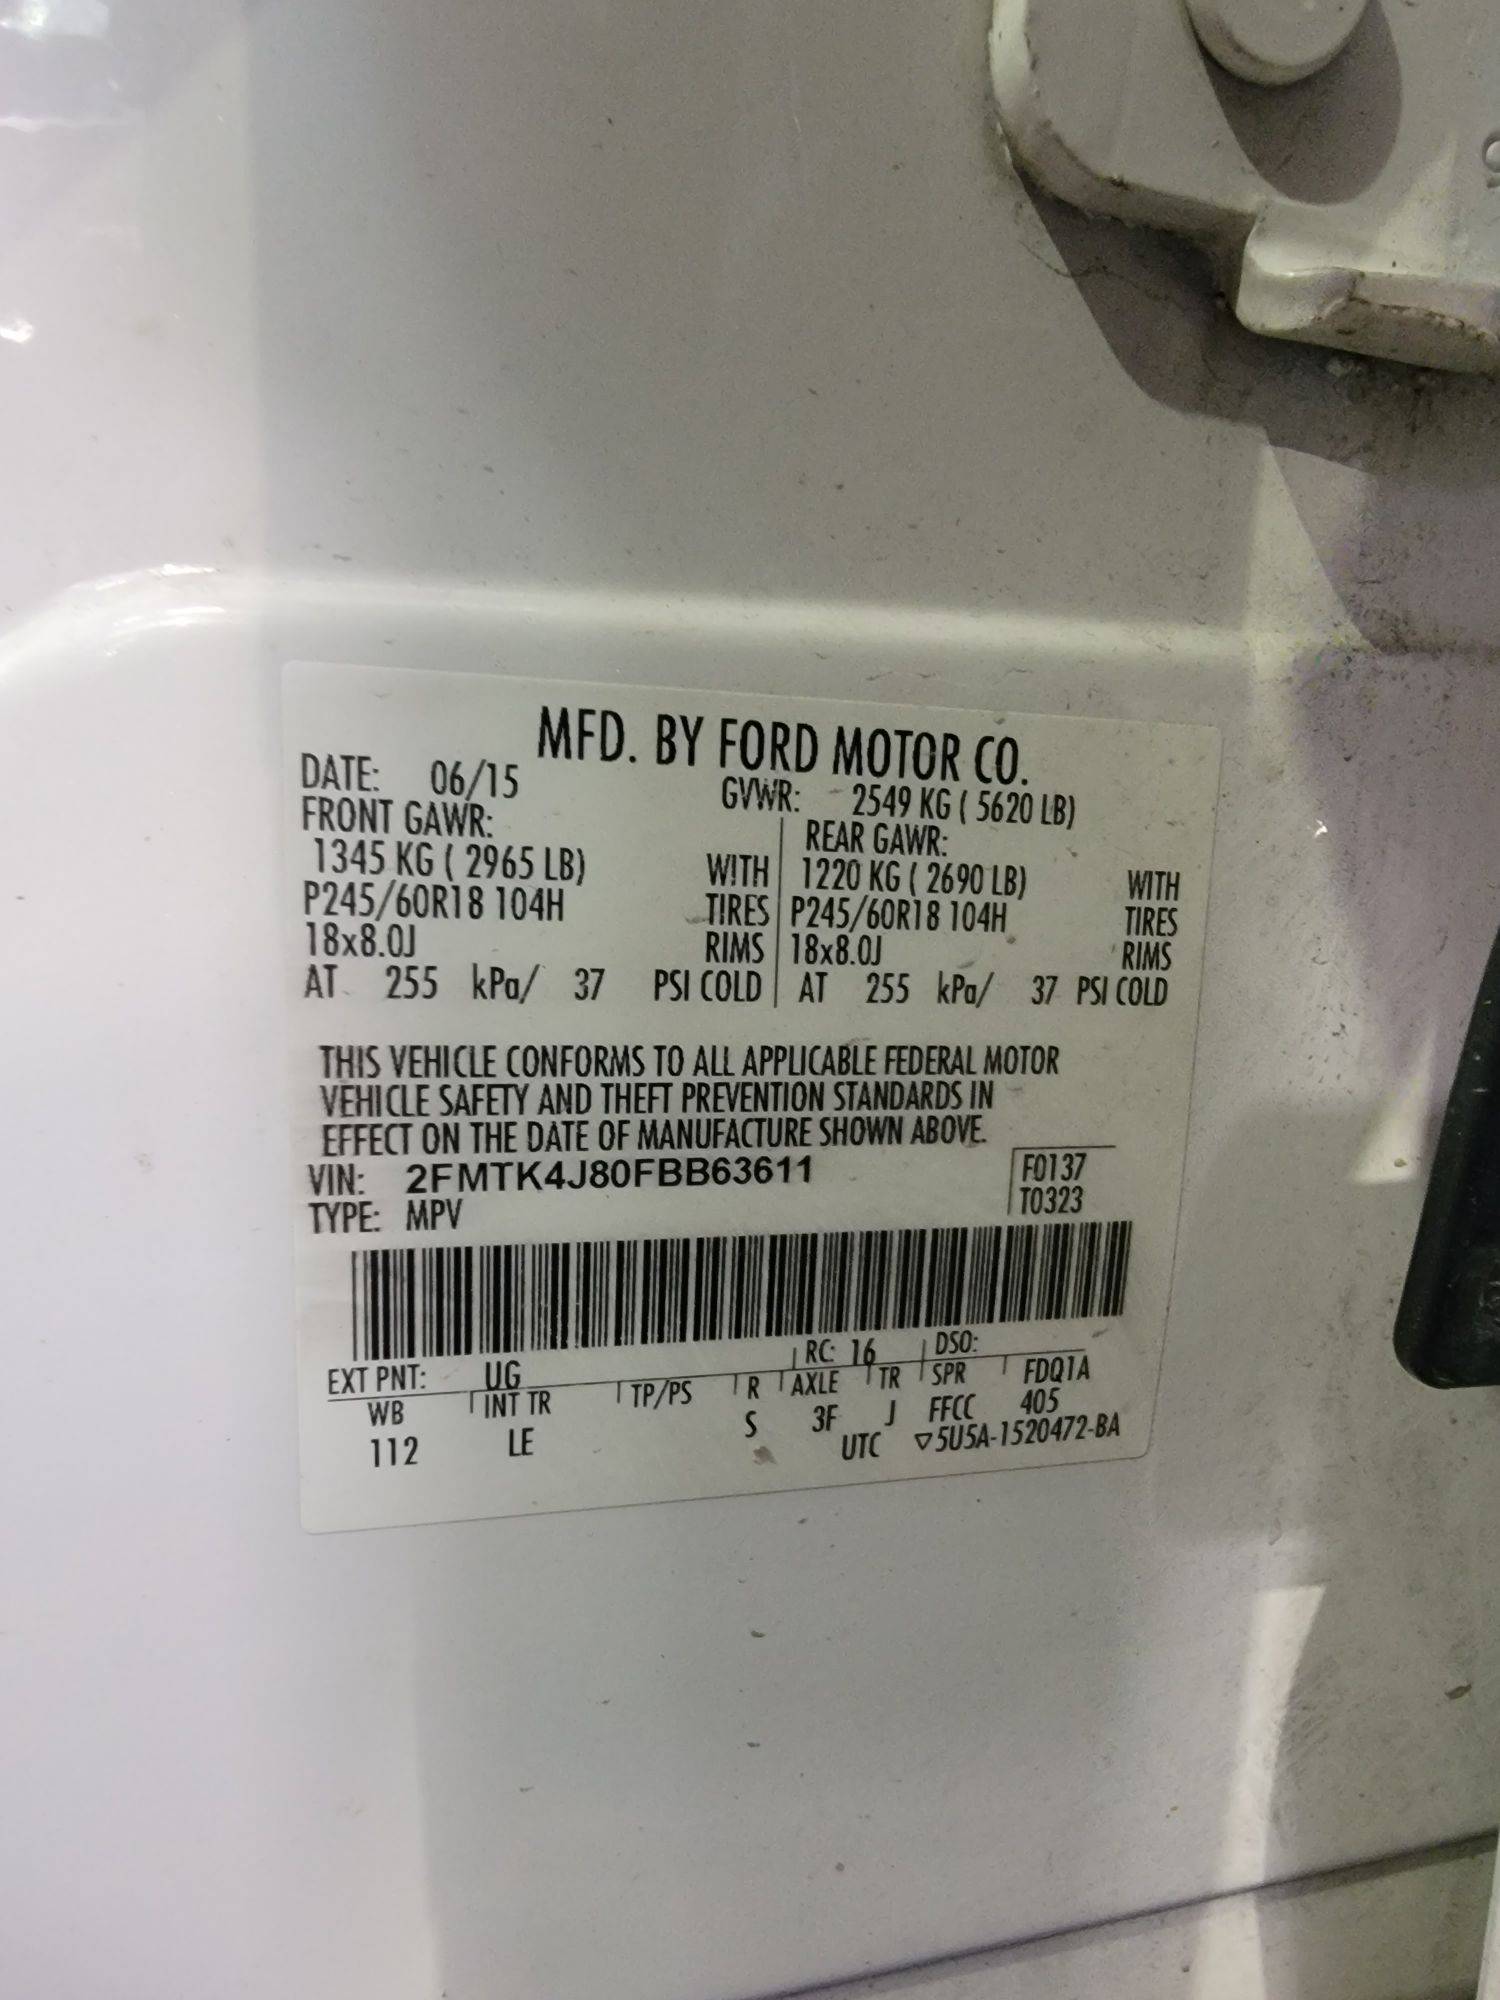 MFD. BY FORD MOTOR CO.
DATE: 06/15 GVWR: 2549 KG ( 5620 LB)
FRONT GAWR: REAR GAWR:
1345 KG ( 2965 LB) WITH 1220 KG ( 2690 LB) WITH
P245/60R18 104H TIRES P245/60R18 104H TIRES
18x8.0J RIMS 18x8.0J RIMS
AT 255 kPa/ 37 PSI COLD AT 255 kPa/ 37 PSI COLD
THIS VEHICLE CONFORMS TO ALL APPLICABLE FEDERAL MOTOR
VEHICLE SAFETY AND THEFT PREVENTION STANDARDS IN
EFFECT ON THE DATE OF MANUFACTURE SHOWN ABOVE.
VIN: 2FMTK4J80FBB63611 F0137
TYPE: MPV T0323
EXT PNT: UG RC: 16 DSO:
WB INT TR TP/PS R AXLE TR SPR FDQ1A
112 LE S 3F J FFCC 405
UTC ▽5U5A-1520472-BA